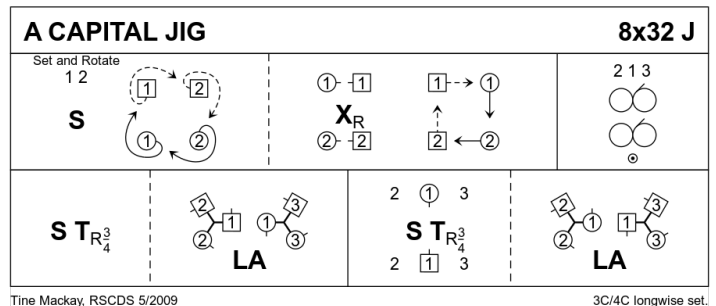 A CAPITAL JIG 8x32 J
Set and Rotate
1 2
S
1 2
1 2
1 1
XR
2 2
1 1
2 2
2 1 3
S TR3/4
2 1
2
LA
1 3
3
2 1 3
S TR3/4
2 1 3
2 1
2
LA
1 3
3
Tine Mackay, RSCDS 5/2009 3C/4C longwise set.